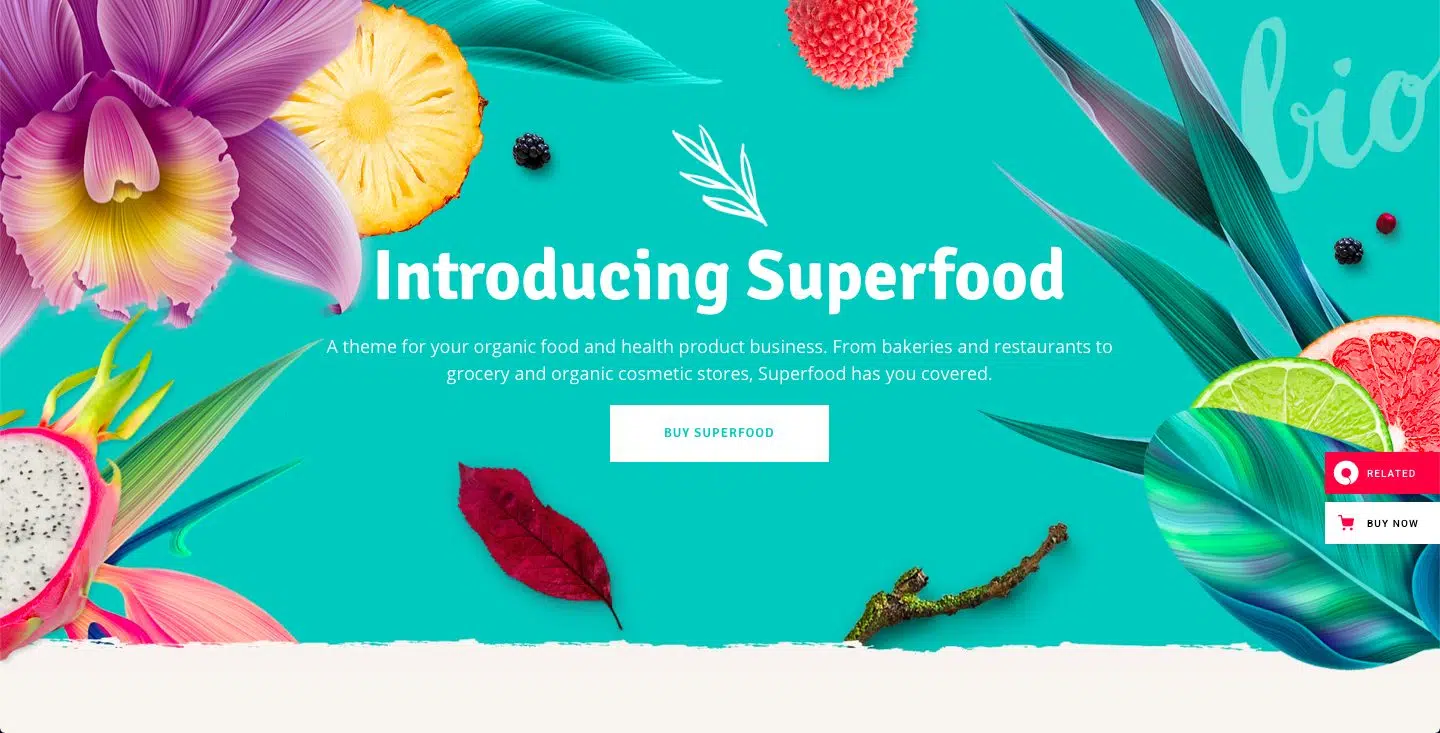 bio
Introducing Superfood
A theme for your organic food and health product business. From bakeries and restaurants to
grocery and organic cosmetic stores, Superfood has you covered.
BUY SUPERFOOD
RELATED
BUY NOW